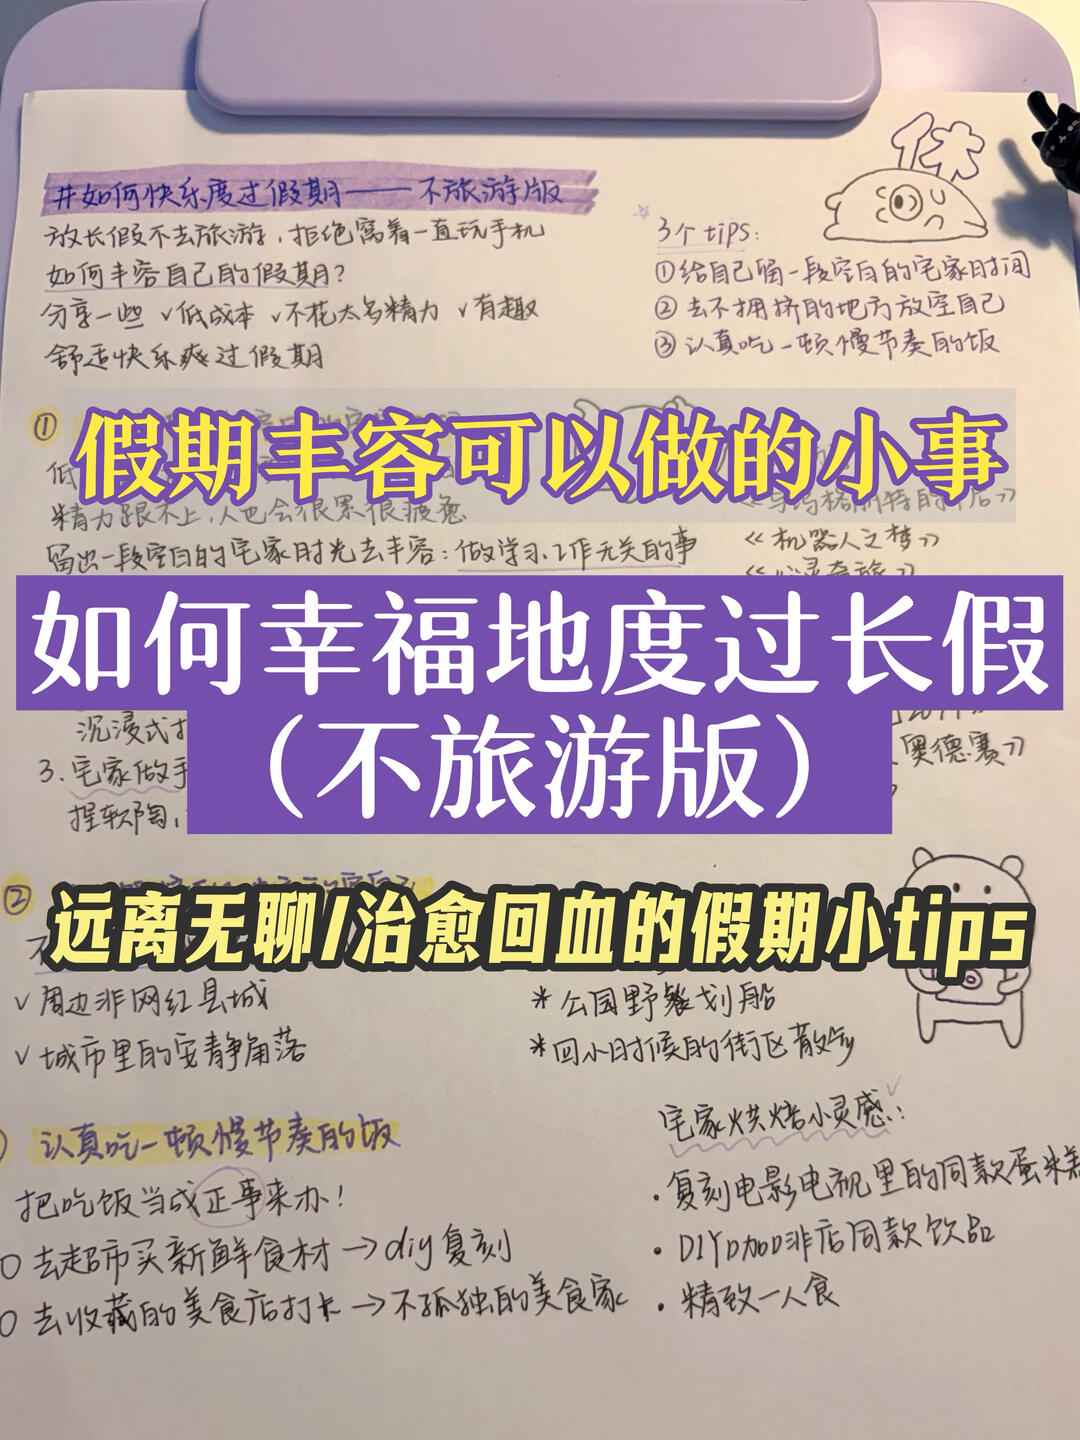 休
#如何快乐度过假期——不旅游版
放长假不去旅游,拒绝窝着一直玩手机
如何丰容自己的假期?
分享一些 ✓低成本 ✓不花太多精力 ✓有趣
舒适快乐爽过假期
3个tips:
①给自己留一段空白的宅家时间
②去不拥挤的地方放空自己
③认真吃一顿慢节奏的饭
假期丰容可以做的小事
①
低
精力跟不上,人也会很累很疲惫
留出一段空白的宅家时光去丰容:做学习、工作无关的事
《机器人之梦》
如何幸福地度过长假
(不旅游版)
沉浸式
3.宅家做手
捏软陶,
奥德赛》
②
远离无聊/治愈回血的假期小tips
✓周边非网红县城
✓城市里的安静角落
*公园野餐划船
*回小时候的街区散步
认真吃一顿慢节奏的饭
把吃饭当成正事来办!
○去超市买新鲜食材→diy复刻
○去收藏的美食店打卡→不孤独的美食家
宅家烘焙小灵感:
·复刻电影电视里的同款蛋糕
·DIY咖啡店同款饮品
·精致一人食